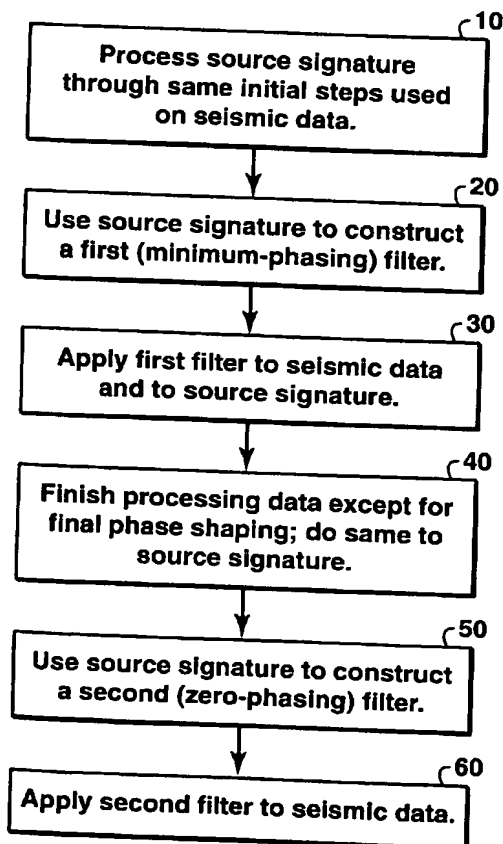 10
Process source signature
through same initial steps used
on seismic data.
20
Use source signature to construct
a first (minimum-phasing) filter.
30
Apply first filter to seismic data
and to source signature.
40
Finish processing data except for
final phase shaping; do same to
source signature.
50
Use source signature to construct
a second (zero-phasing) filter.
60
Apply second filter to seismic data.